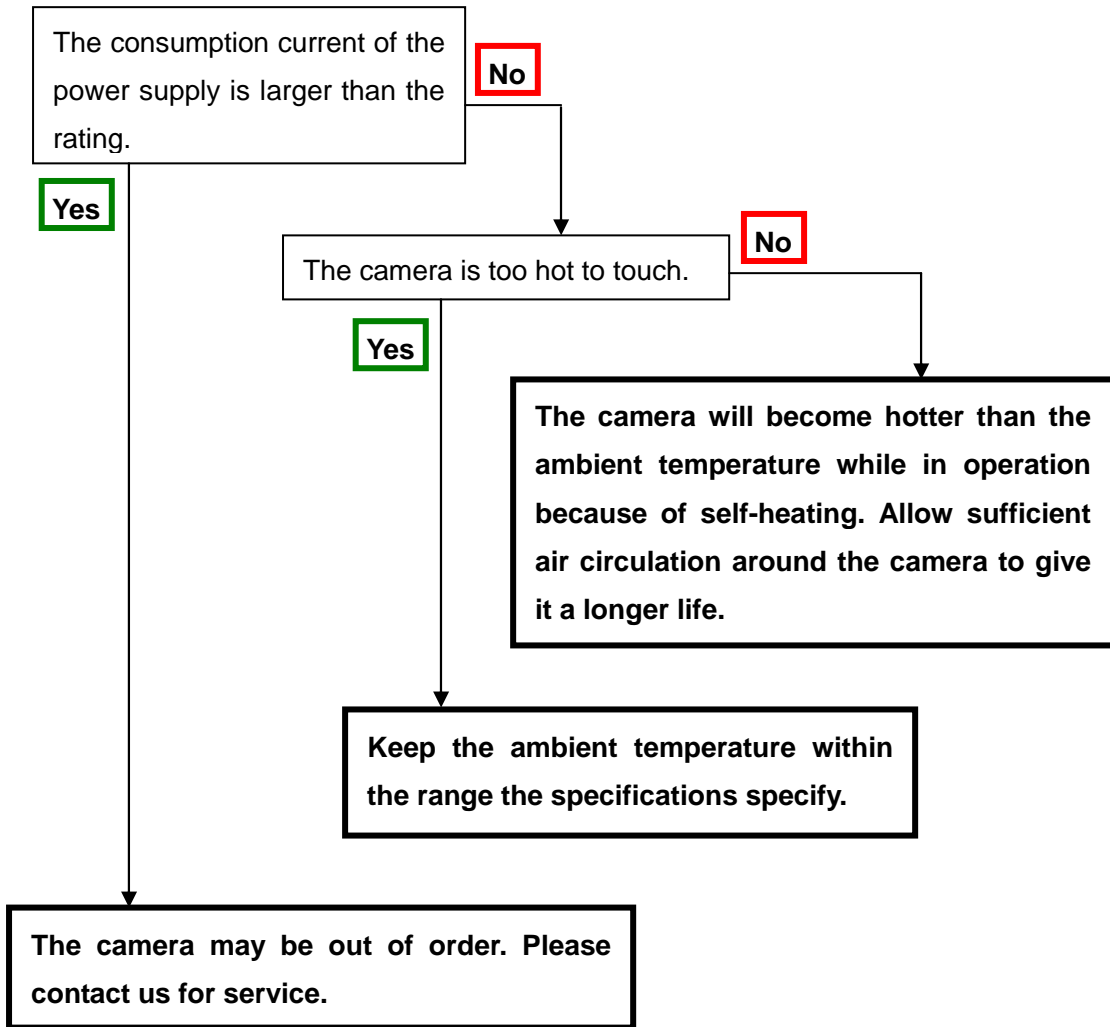 The consumption current of the
power supply is larger than the
rating.
No
Yes
The camera is too hot to touch.
No
Yes
The camera will become hotter than the
ambient temperature while in operation
because of self-heating. Allow sufficient
air circulation around the camera to give
it a longer life.
Keep the ambient temperature within
the range the specifications specify.
The camera may be out of order. Please
contact us for service.